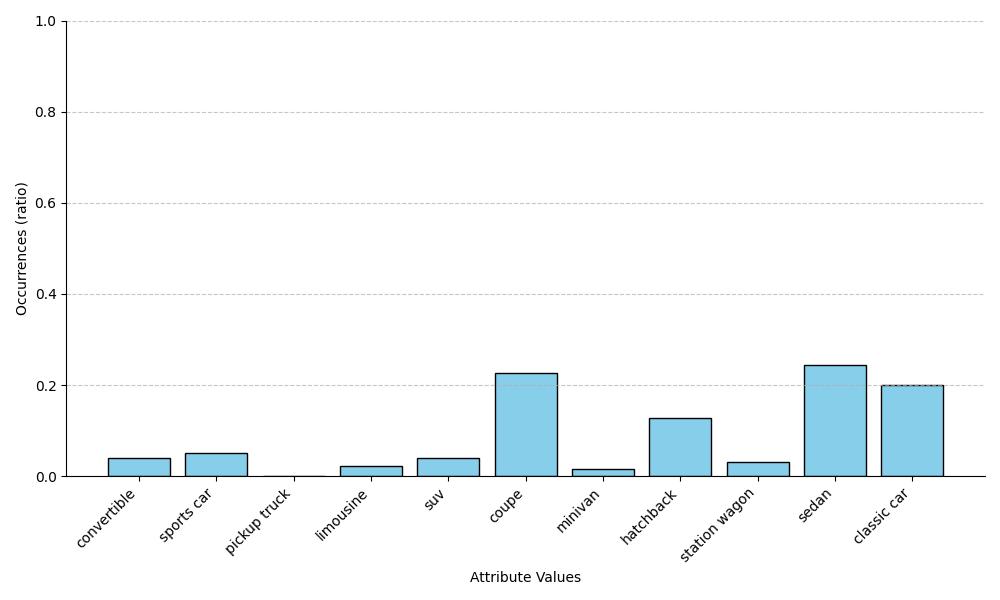 1.0
0.8
0.6
0.4
0.2
0.0
Occurrences (ratio)
convertible
sports car
pickup truck
limousine
suv
coupe
minivan
hatchback
station wagon
sedan
classic car
Attribute Values